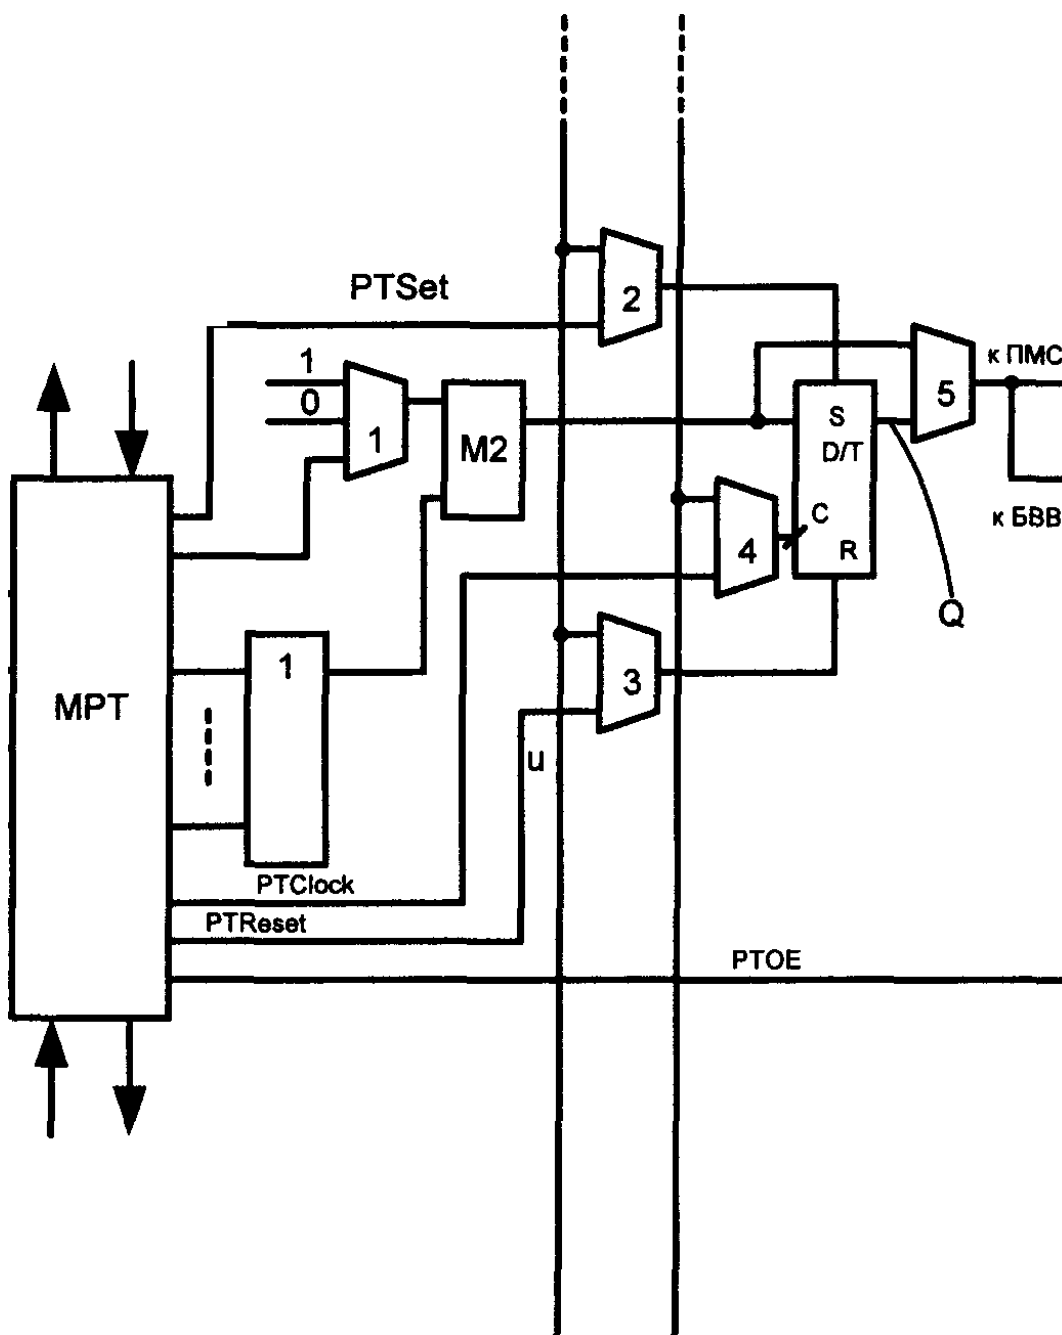 PTSet
2
1
0
1
M2
к ПМС
5
S
D/T
C
R
4
к БВВ
Q
1
MPT
3
u
PTClock
PTReset
PTOE